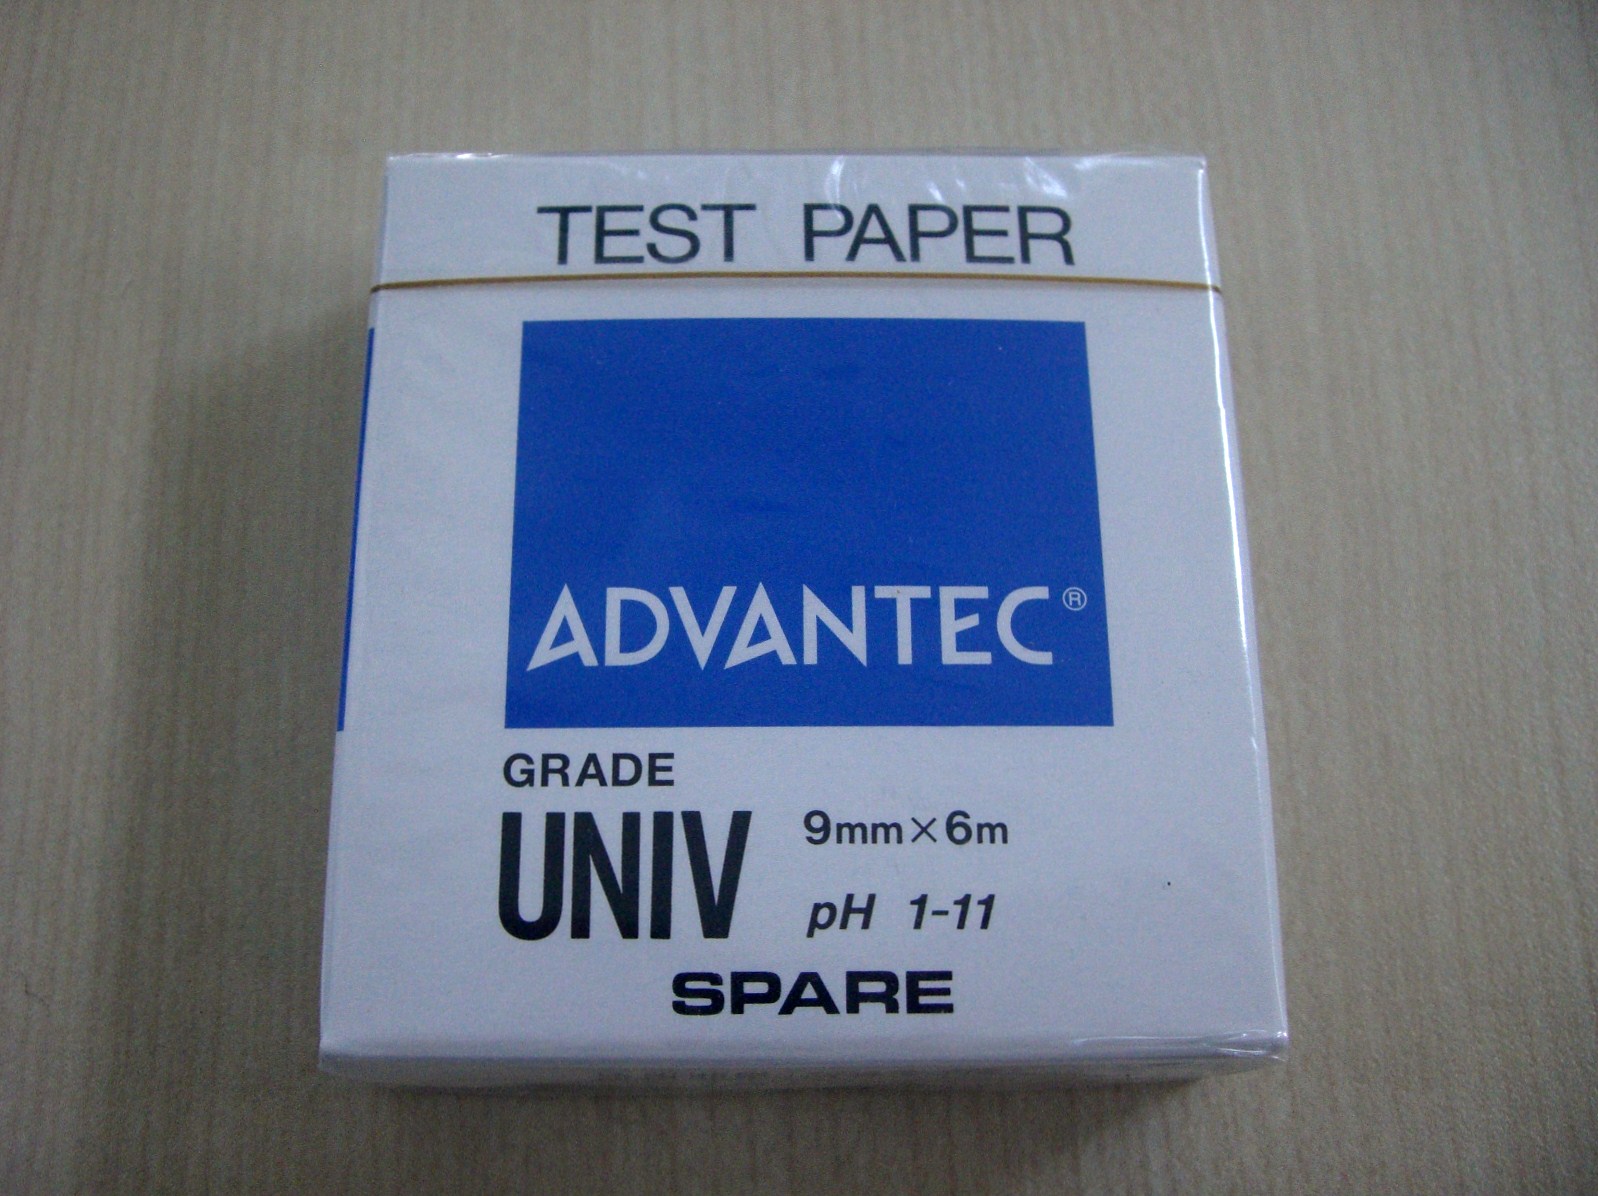 TEST PAPER
ADVANTEC®
GRADE
UNIV
9mm×6m
pH 1-11
SPARE